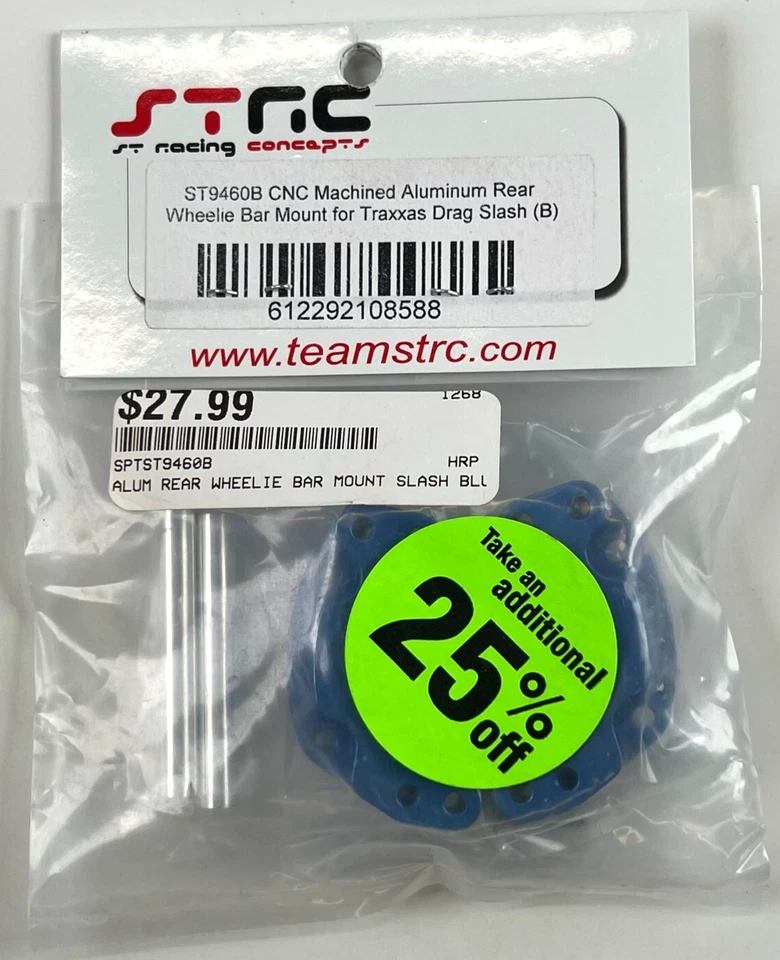 STRC
ST racing concepts
ST9460B CNC Machined Aluminum Rear
Wheelie Bar Mount for Traxxas Drag Slash (B)
612292108588
www.teamstrc.com
$27.99 1268
SPTST9460B HRP
ALUM REAR WHEELIE BAR MOUNT SLASH BLU
Take an
additional
25%
off